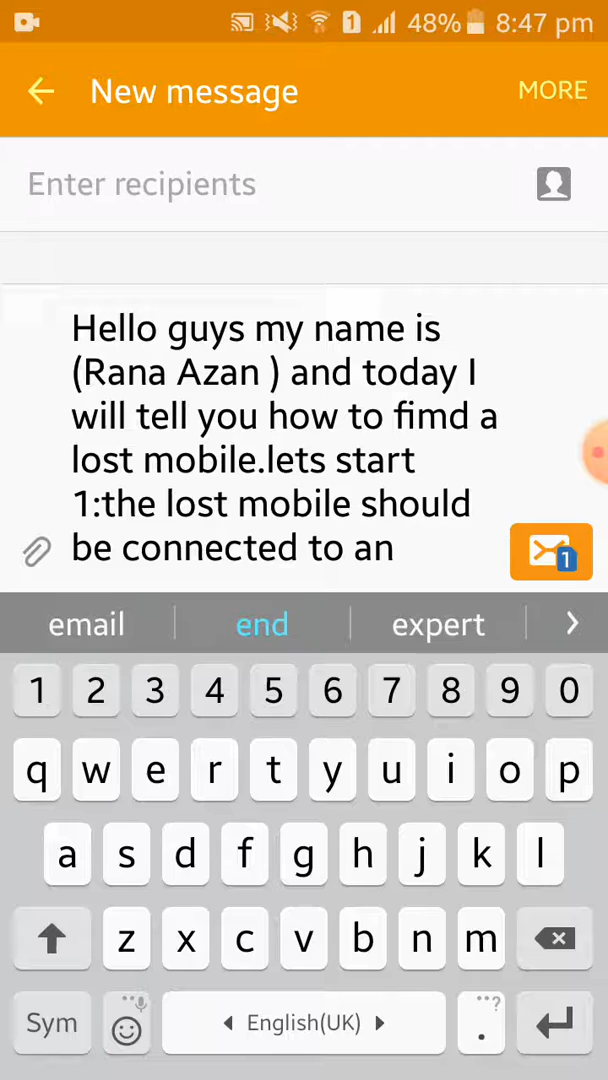 1 48% 8:47 pm
New message MORE
Enter recipients
Hello guys my name is
(Rana Azan ) and today I
will tell you how to fimd a
lost mobile.lets start
1:the lost mobile should
be connected to an
1
email end expert
1 2 3 4 5 6 7 8 9 0
q w e r t y u i o p
a s d f g h j k l
z x c v b n m
Sym English(UK) . ?